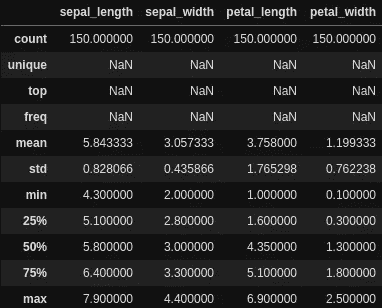 sepal_length sepal_width petal_length petal_width
count 150.000000 150.000000 150.000000 150.000000
unique NaN NaN NaN NaN
top NaN NaN NaN NaN
freq NaN NaN NaN NaN
mean 5.843333 3.057333 3.758000 1.199333
std 0.828066 0.435866 1.765298 0.762238
min 4.300000 2.000000 1.000000 0.100000
25% 5.100000 2.800000 1.600000 0.300000
50% 5.800000 3.000000 4.350000 1.300000
75% 6.400000 3.300000 5.100000 1.800000
max 7.900000 4.400000 6.900000 2.500000